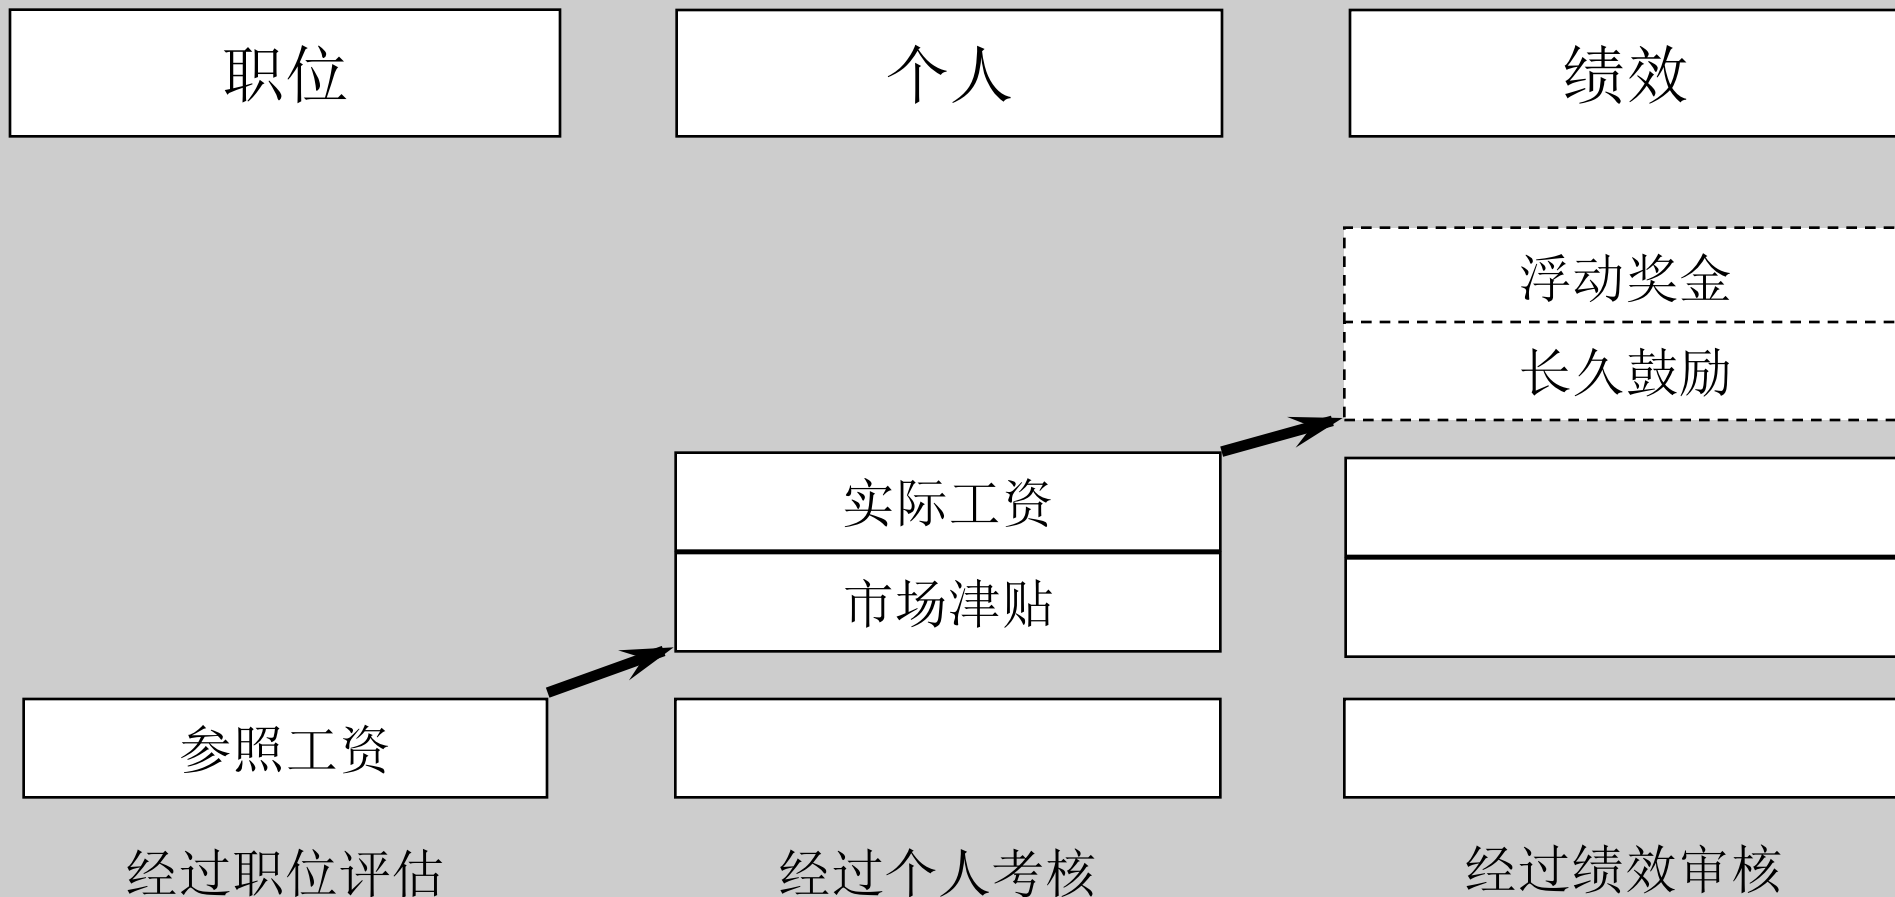 职位
个人
绩效
浮动奖金
长久鼓励
实际工资
市场津贴
参照工资
经过职位评估
经过个人考核
经过绩效审核